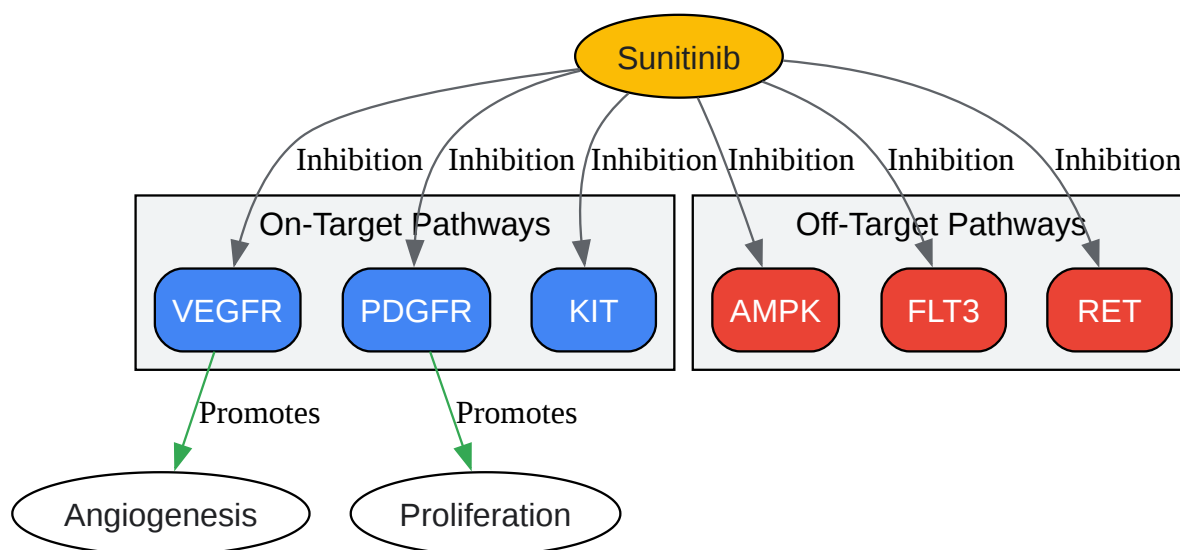 Sunitinib
Inhibition Inhibition Inhibition Inhibition Inhibition Inhibition
On-Target Pathways
Off-Target Pathways
VEGFR
PDGFR
KIT
AMPK
FLT3
RET
Promotes
Promotes
Angiogenesis
Proliferation